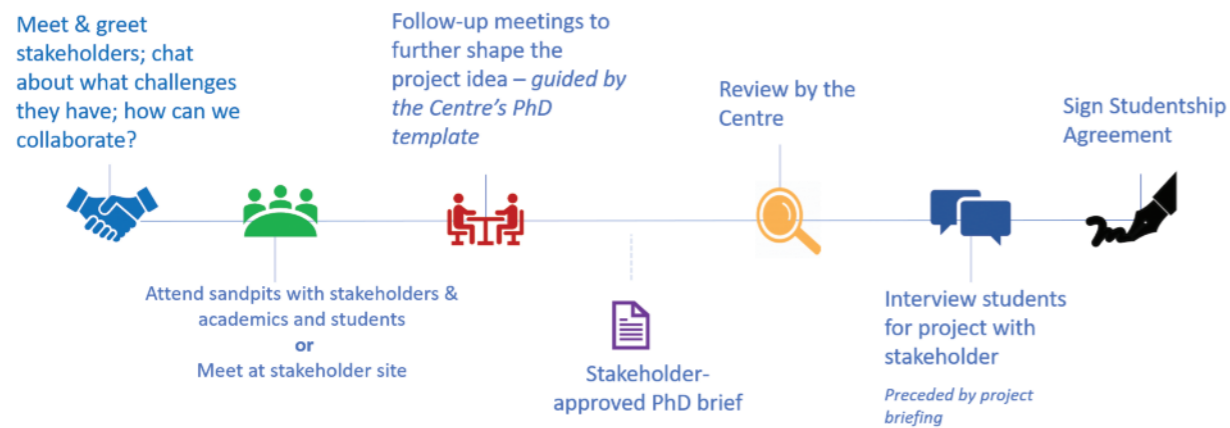 Meet & greet
stakeholders; chat
about what challenges
they have; how can we
collaborate?
Attend sandpits with stakeholders &
academics and students
or
Meet at stakeholder site
Follow-up meetings to
further shape the
project idea – guided by
the Centre's PhD
template
Stakeholder-
approved PhD brief
Review by the
Centre
Interview students
for project with
stakeholder
Preceded by project
briefing
Sign Studentship
Agreement